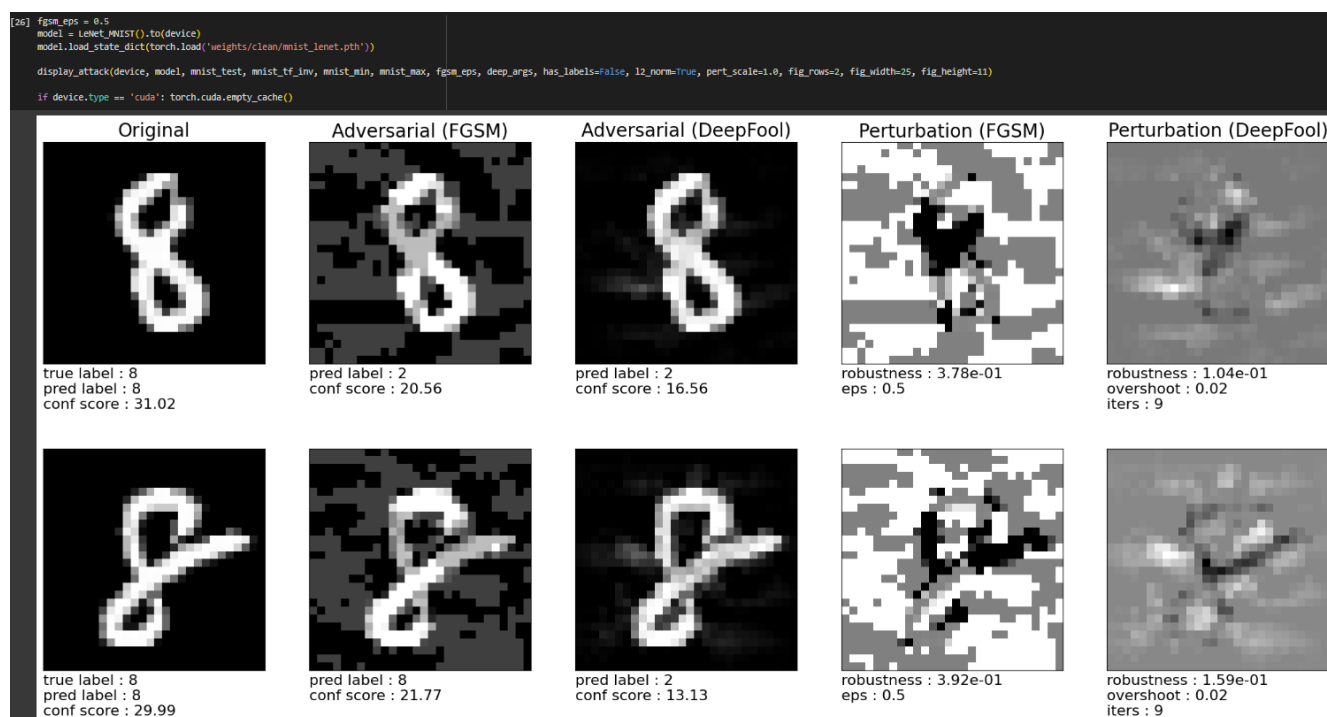 [26] fgsm_eps = 0.5
model = LeNet_MNIST().to(device)
model.load_state_dict(torch.load('weights/clean/mnist_lenet.pth'))
display_attack(device, model, mnist_test, mnist_tf_inv, mnist_min, mnist_max, fgsm_eps, deep_args, has_labels=False, l2_norm=True, pert_scale=1.0, fig_rows=2, fig_width=25, fig_height=11)
if device.type == 'cuda': torch.cuda.empty_cache()
Original Adversarial (FGSM) Adversarial (DeepFool) Perturbation (FGSM) Perturbation (DeepFool)
true label : 8 pred label : 2 pred label : 2 robustness : 3.78e-01 robustness : 1.04e-01
pred label : 8 conf score : 20.56 conf score : 16.56 eps : 0.5 overshoot : 0.02
conf score : 31.02 iters : 9
true label : 8 pred label : 8 pred label : 2 robustness : 3.92e-01 robustness : 1.59e-01
pred label : 8 conf score : 21.77 conf score : 13.13 eps : 0.5 overshoot : 0.02
conf score : 29.99 iters : 9